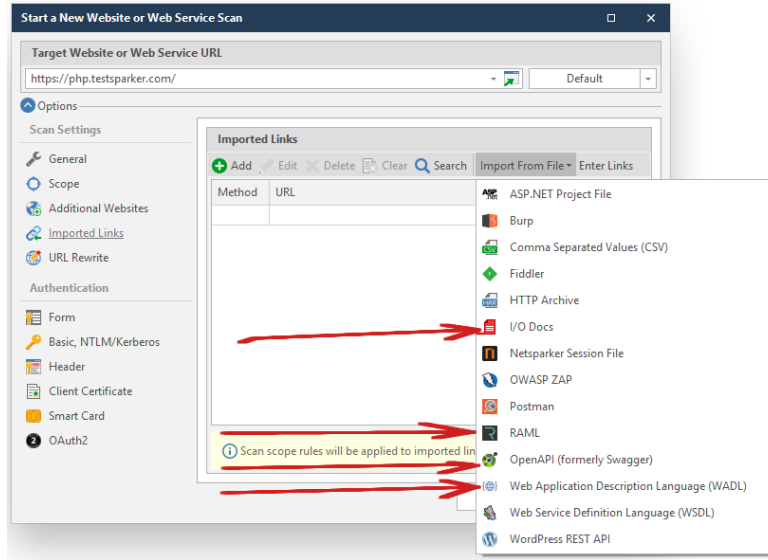 Start a New Website or Web Service Scan
Target Website or Web Service URL
https://php.testsparker.com/
Default
Options
Scan Settings
General
Scope
Additional Websites
Imported Links
URL Rewrite
Authentication
Form
Basic, NTLM/Kerberos
Header
Client Certificate
Smart Card
2 OAuth2
Imported Links
Add Edit Delete Clear Search Import From File Enter Links
Method URL
Scan scope rules will be applied to imported lin
ASP.net ASP.NET Project File
Burp
CSV Comma Separated Values (CSV)
Fiddler
HAR HTTP Archive
I/O Docs
n Netsparker Session File
OWASP ZAP
Postman
RAML
OpenAPI (formerly Swagger)
Web Application Description Language (WADL)
Web Service Definition Language (WSDL)
WordPress REST API